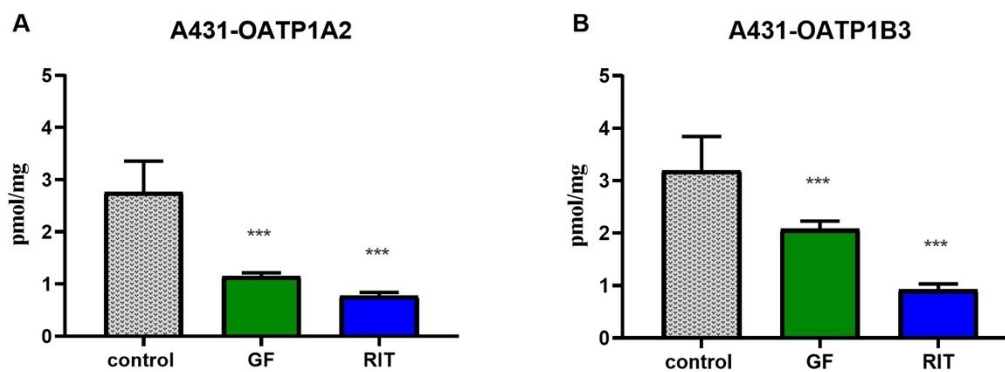 A
A431-OATP1A2
pmol/mg
5
4
3
2
1
0
***
***
control GF RIT
B
A431-OATP1B3
pmol/mg
5
4
3
2
1
0
***
***
control GF RIT